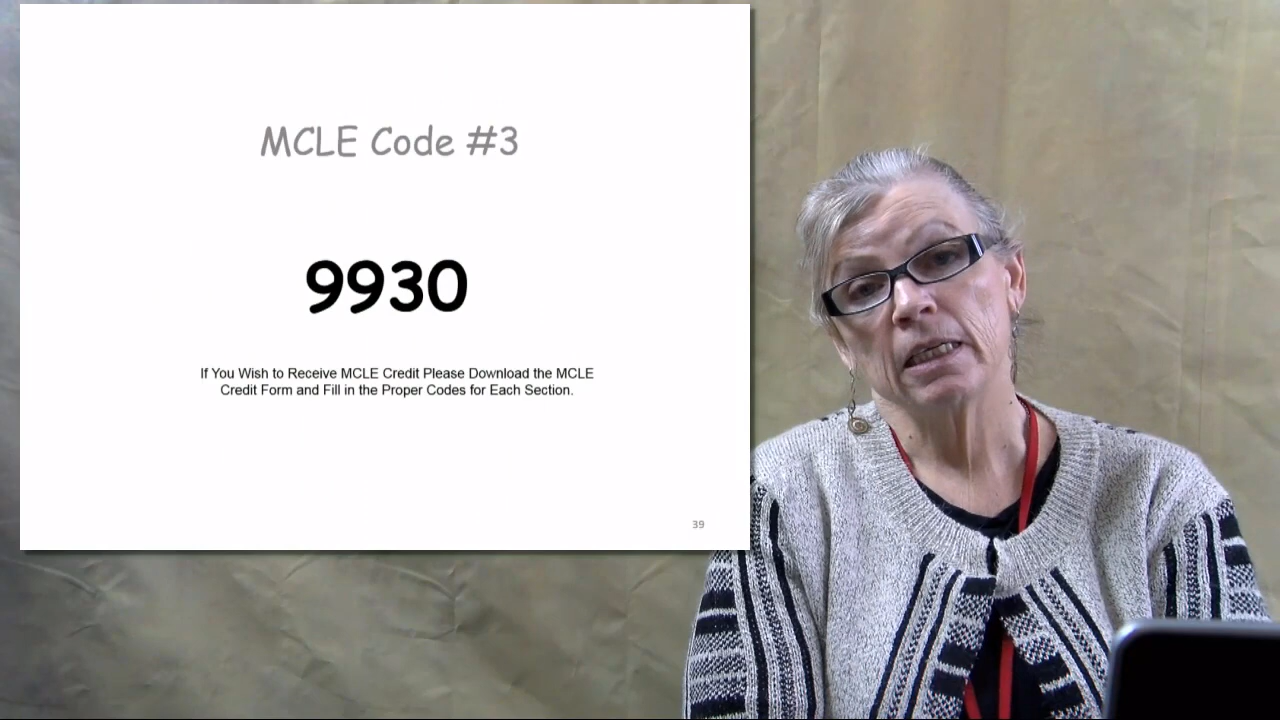 MCLE Code #3
9930
If You Wish to Receive MCLE Credit Please Download the MCLE
Credit Form and Fill in the Proper Codes for Each Section.
39